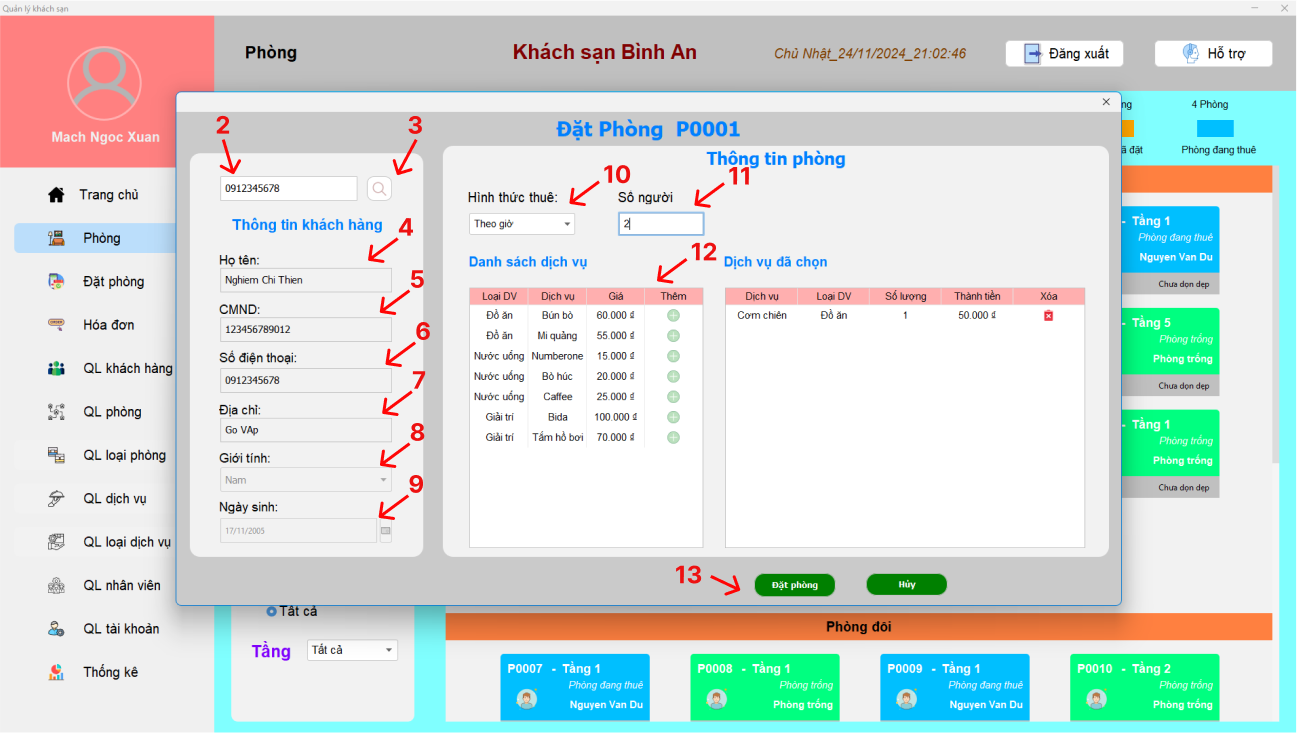 Quản lý khách sạn
Mach Ngoc Xuan
Phòng
Khách sạn Bình An
Chủ Nhật_24/11/2024_21:02:46
Đăng xuất
Hỗ trợ
Trang chủ
Phòng
Đặt phòng
Hóa đơn
QL khách hàng
QL phòng
QL loại phòng
QL dịch vụ
QL loại dịch vụ
QL nhân viên
QL tài khoản
Thống kê
4 Phòng
Phòng đang thuê
Đặt Phòng P0001
2
3
0912345678
Thông tin khách hàng
4
Họ tên:
Nghiem Chi Thien
5
CMND:
123456789012
6
Số điện thoại:
0912345678
7
Địa chỉ:
Go VAp
8
Giới tính:
Nam
9
Ngày sinh:
17/11/2005
Thông tin phòng
10
11
Hình thức thuê:
Số người
Theo giờ
2
12
Danh sách dịch vụ
Dịch vụ đã chọn
Loại DV Dịch vụ Giá Thêm
Đồ ăn Bún bò 60.000 ₫
Đồ ăn Mì quảng 55.000 ₫
Nước uống Numberone 15.000 ₫
Nước uống Bò húc 20.000 ₫
Nước uống Caffee 25.000 ₫
Giải trí Bida 100.000 ₫
Giải trí Tắm hồ bơi 70.000 ₫
Dịch vụ Loại DV Số lượng Thành tiền Xóa
Cơm chiên Đồ ăn 1 50.000 ₫
13
Đặt phòng
Hủy
- Tầng 1
Phòng đang thuê
Nguyen Van Du
Chưa dọn dẹp
- Tầng 5
Phòng trống
Phòng trống
Chưa dọn dẹp
- Tầng 1
Phòng trống
Phòng trống
Chưa dọn dẹp
Tất cả
Tầng
Tất cả
Phòng đôi
P0007 - Tầng 1
Phòng đang thuê
Nguyen Van Du
P0008 - Tầng 1
Phòng trống
Phòng trống
P0009 - Tầng 1
Phòng đang thuê
Nguyen Van Du
P0010 - Tầng 2
Phòng trống
Phòng trống